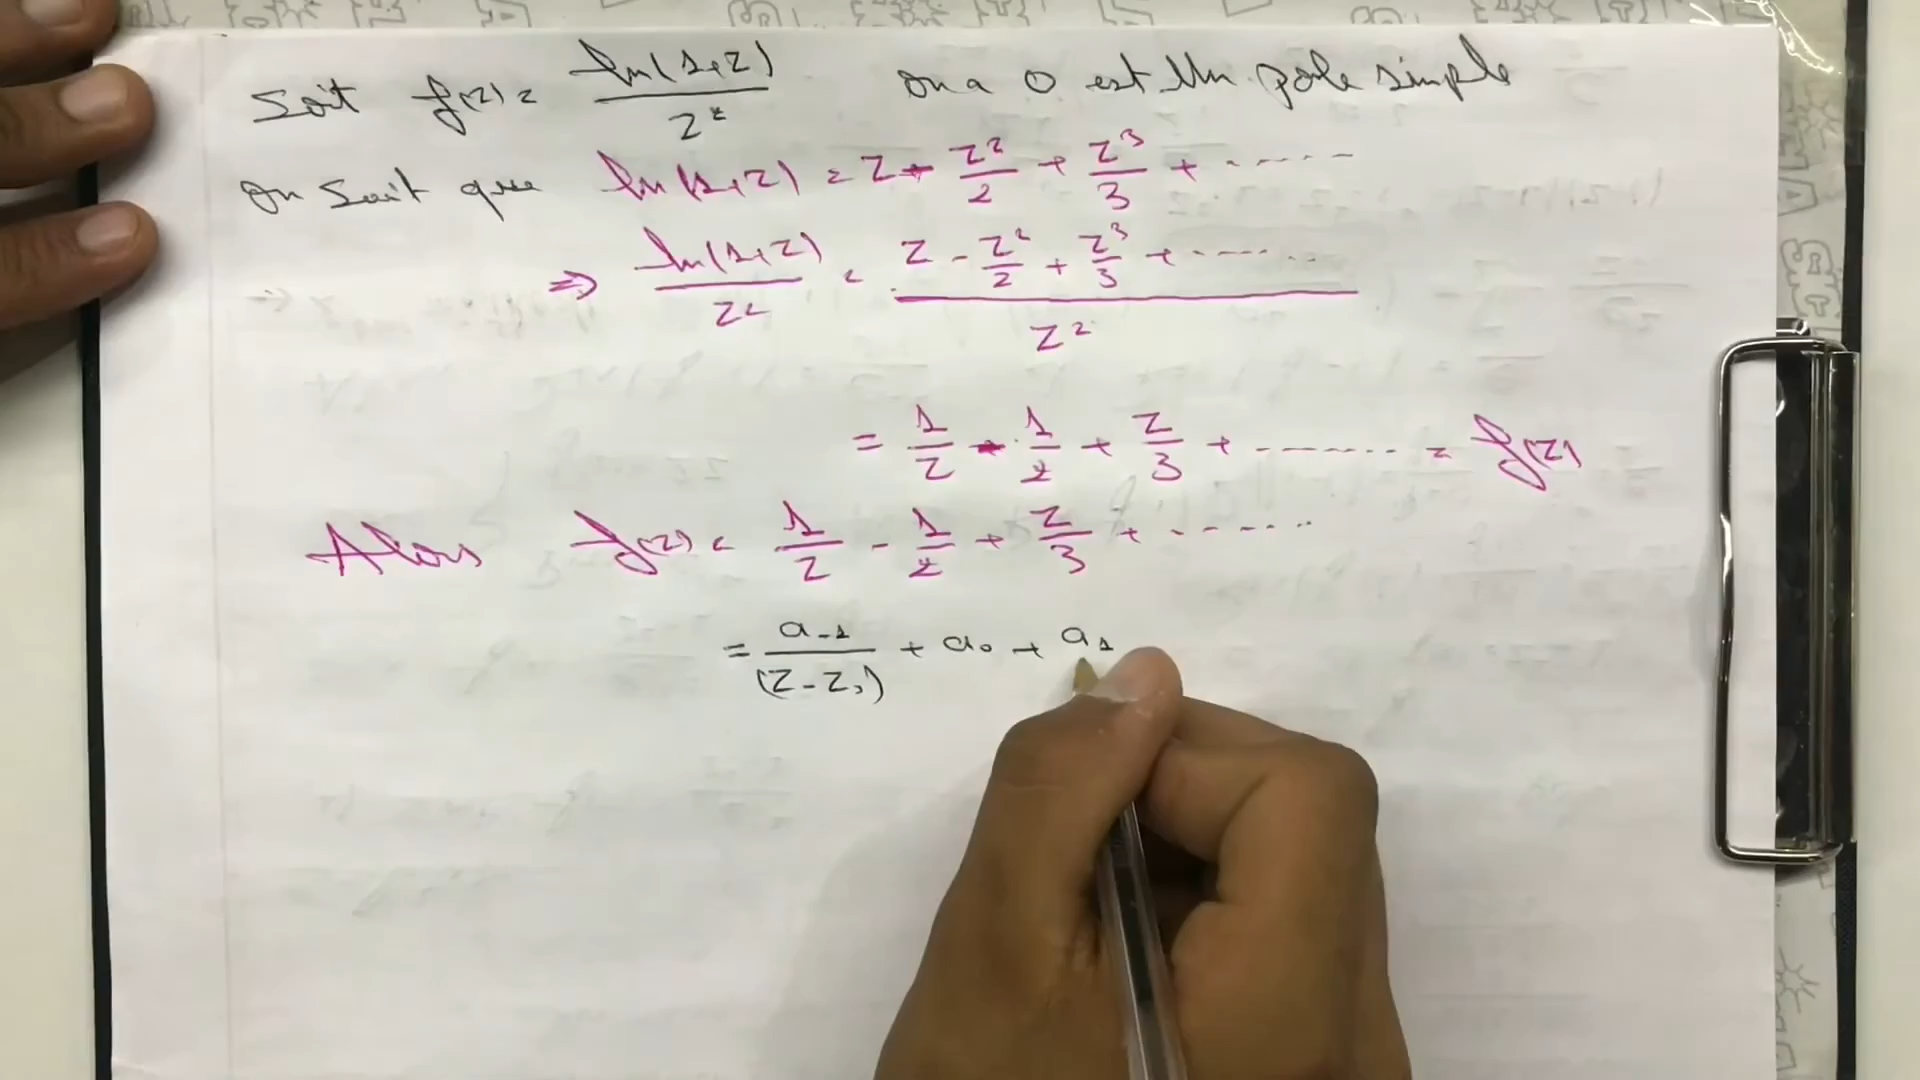 Soit f(z) = ln(1+z)/z² on a 0 est un pole simple
on sait que ln(1+z) = z - z²/2 + z³/3 + ------
⇒ ln(1+z)/z² = (z - z²/2 + z³/3 + ------)/z²
= 1/z - 1/2 + z/3 + ------- = f(z)
Alors f(z) = 1/z - 1/2 + z/3 + ------
= a₋₁/(z-z₀) + a₀ + a₁